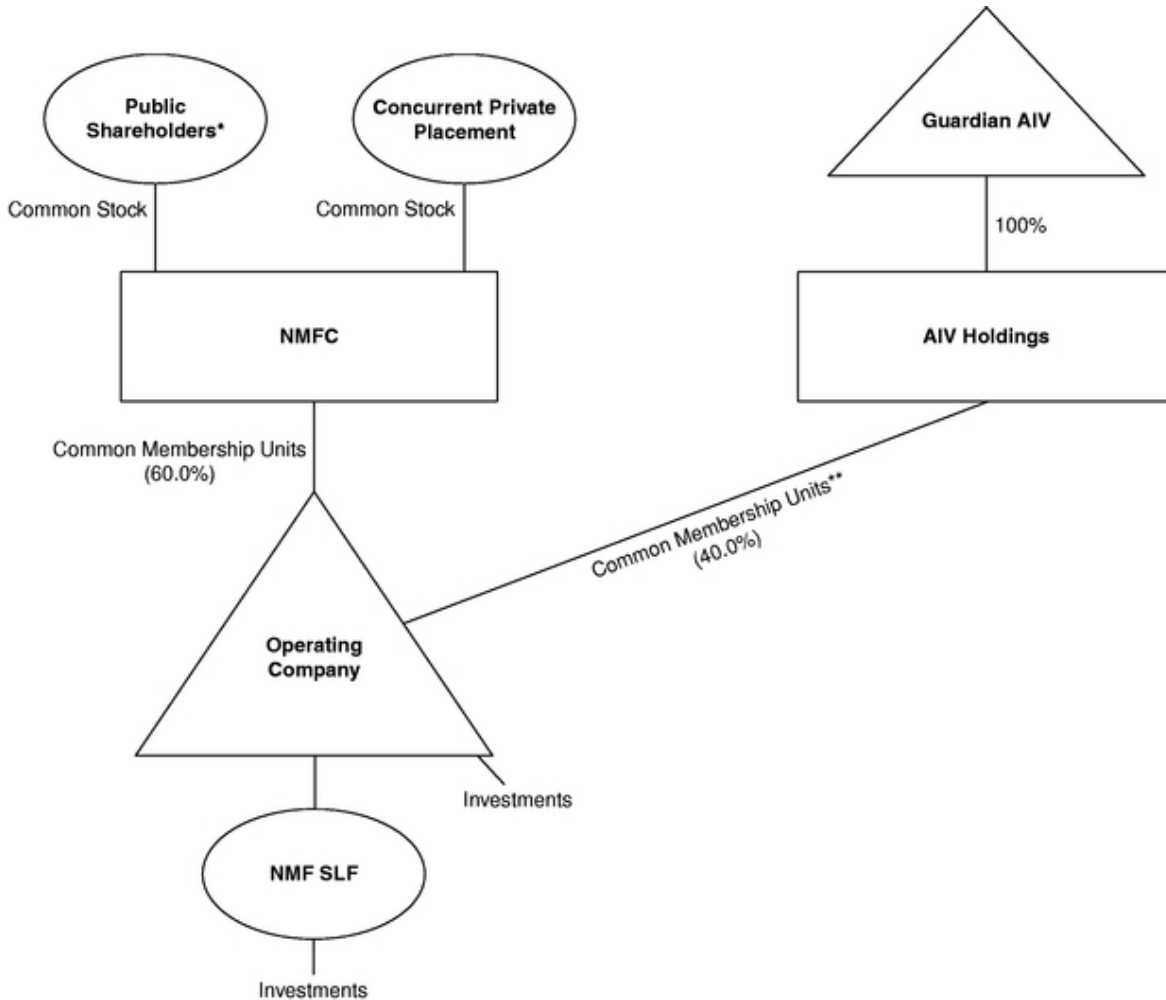 Public
Shareholders*
Concurrent Private
Placement
Guardian AIV
Common Stock
Common Stock
100%
NMFC
AIV Holdings
Common Membership Units
(60.0%)
Common Membership Units**
(40.0%)
Operating
Company
Investments
NMF SLF
Investments